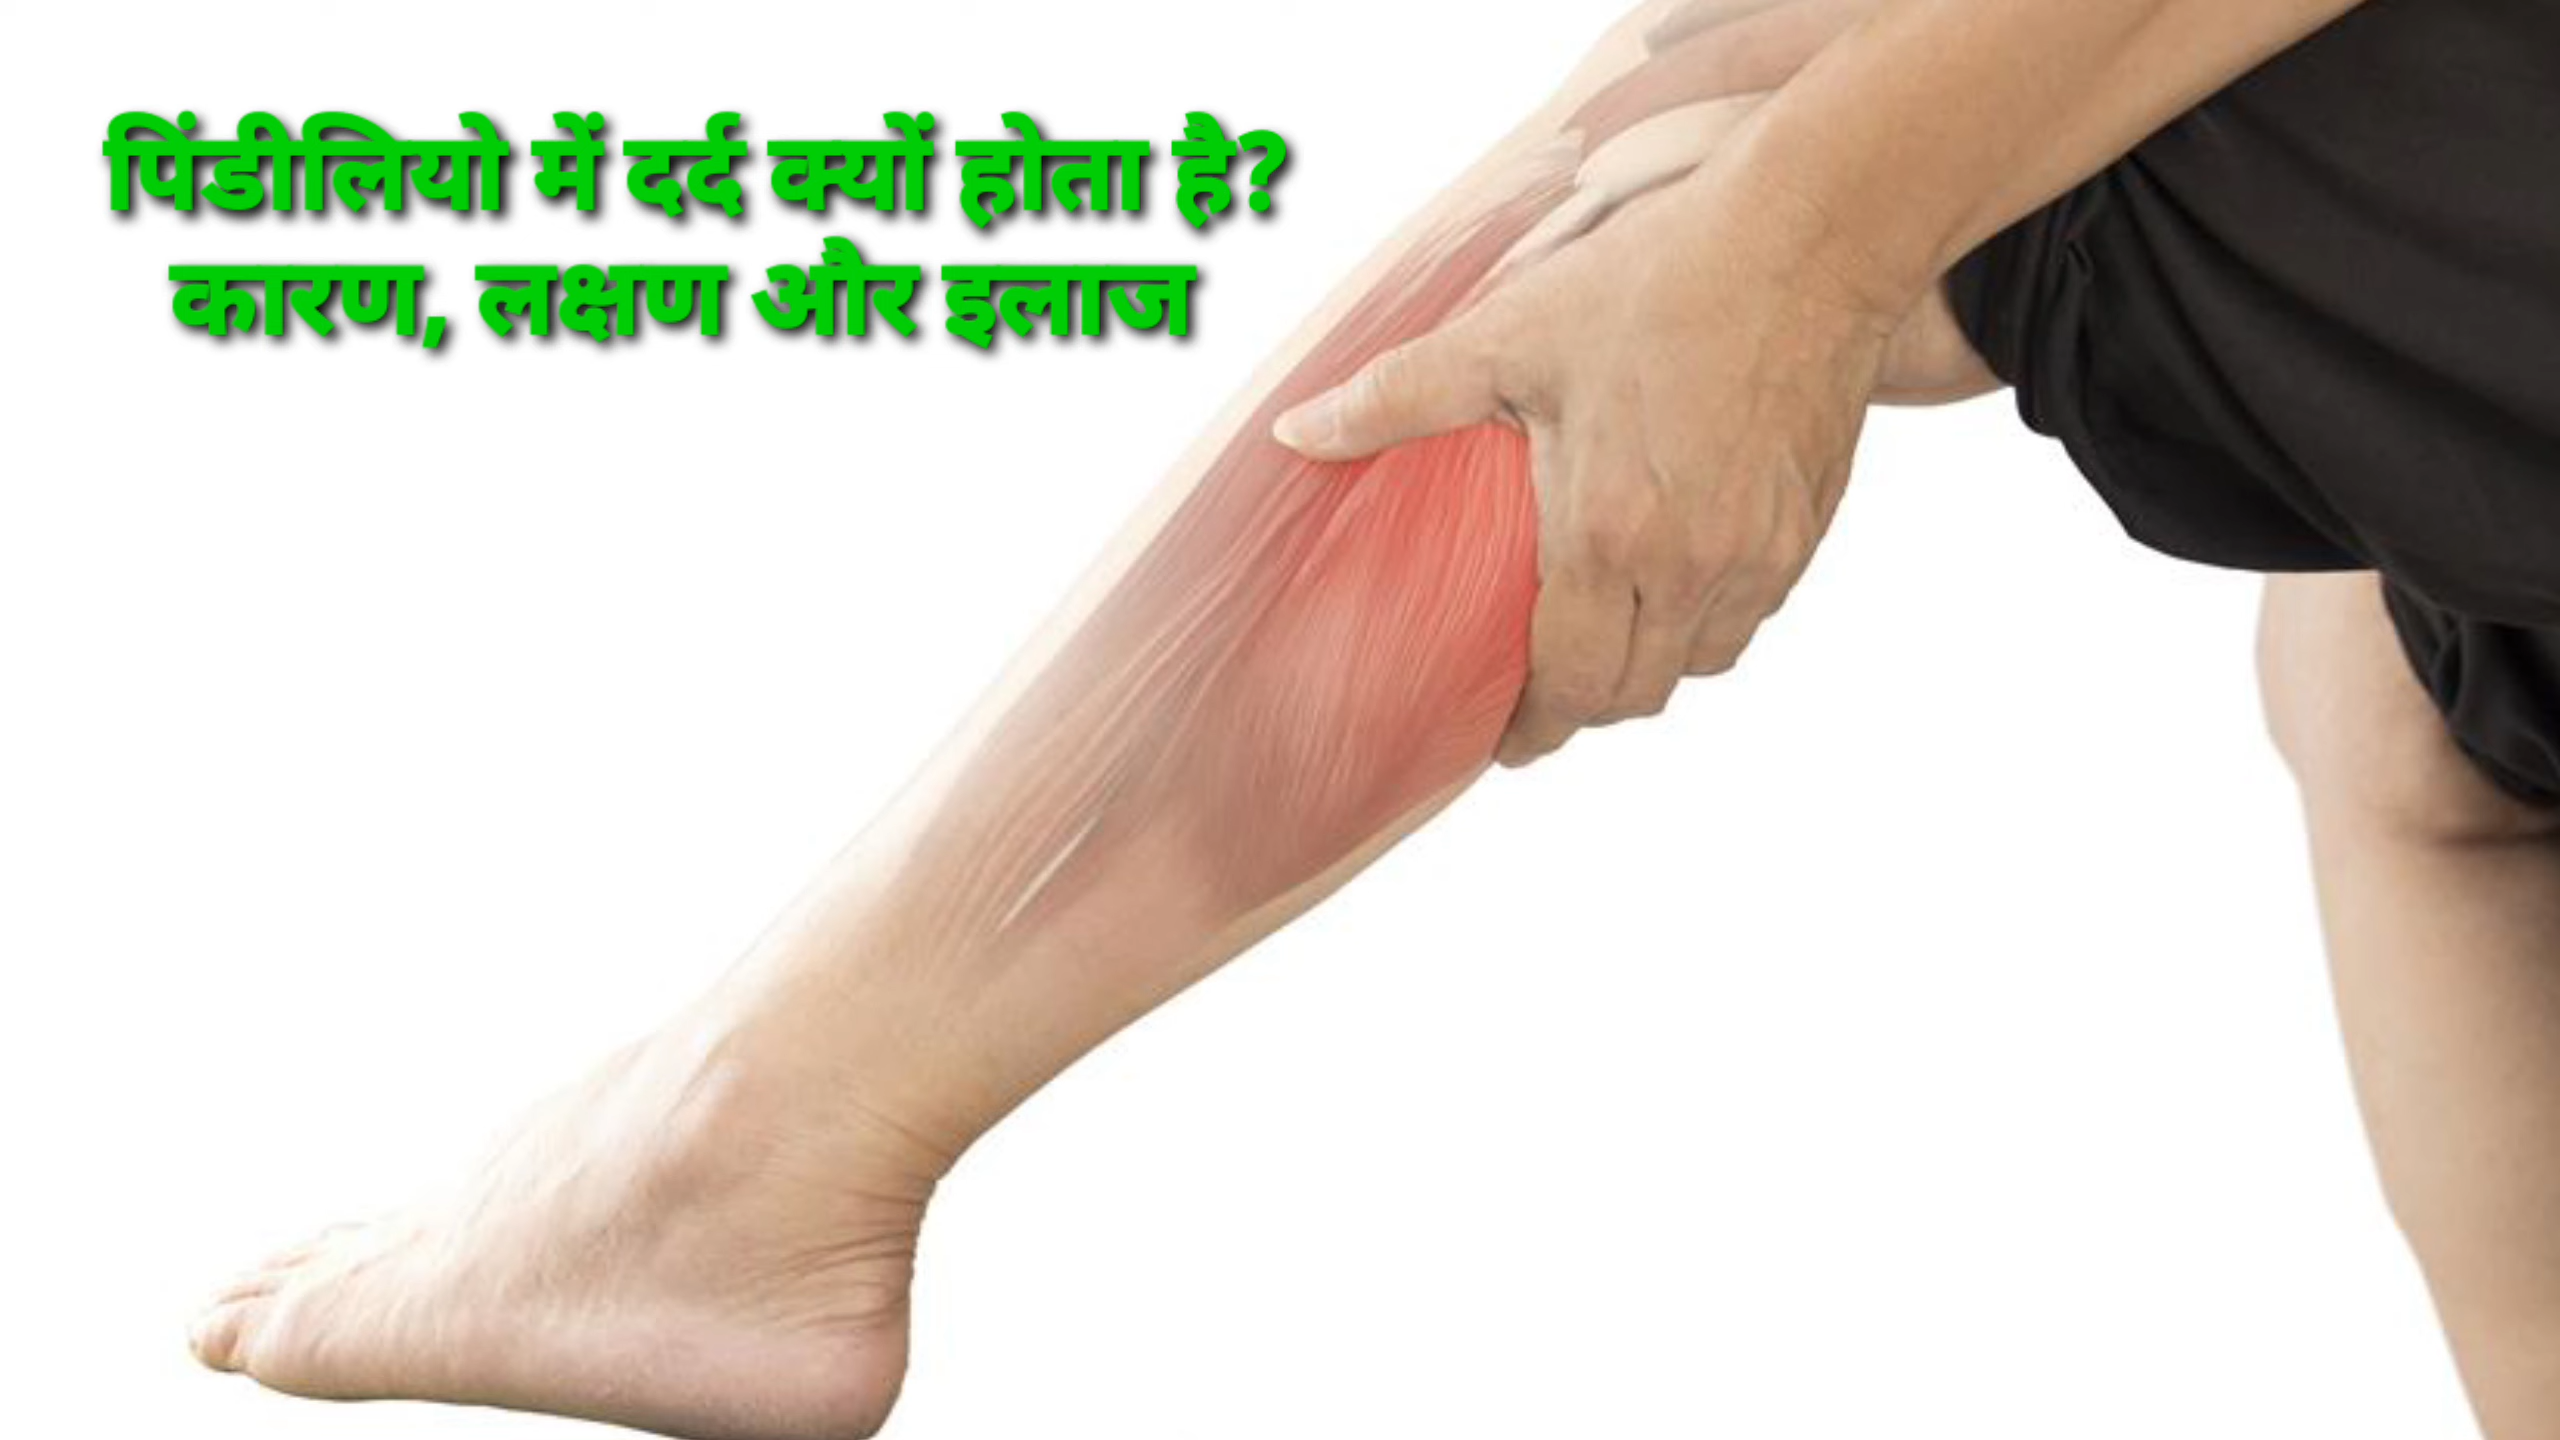 पिंडीलियो में दर्द क्यों होता है?
कारण, लक्षण और इलाज